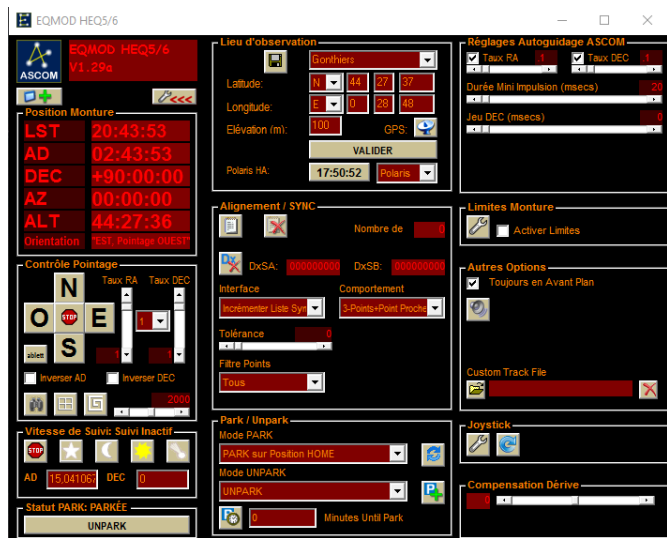 EQMOD HEQ5/6
ASCOM
EQMOD HEQ5/6
V1.29a
<<<
Position Monture
LST 20:43:53
AD 02:43:53
DEC +90:00:00
AZ 00:00:00
ALT 44:27:36
Orientation "EST, Pointage OUEST"
Contrôle Pointage
N
O STOP E
S
Taux RA Taux DEC
1
1 1
ablett
Inverser AD Inverser DEC
2000
Vitesse de Suivi: Suivi Inactif
STOP
AD 15,041067 DEC 0
Statut PARK: PARKÉE
UNPARK
Lieu d'observation
Gonthiers
Latitude: N 44 27 37
Longitude: E 0 28 48
Elévation (m): 100 GPS:
VALIDER
Polaris HA: 17:50:52 Polaris
Alignement / SYNC
Nombre de 0
DxSA: 000000000 DxSB: 000000000
Interface Comportement
Incrémenter Liste Syn 3-Points+Point Proche
Tolérance 0
Filtre Points
Tous
Park / Unpark
Mode PARK
PARK sur Position HOME
Mode UNPARK
UNPARK
0 Minutes Until Park
Réglages Autoguidage ASCOM
Taux RA .1 Taux DEC .1
Durée Mini Impulsion (msecs) 20
Jeu DEC (msecs) 0
Limites Monture
Activer Limites
Autres Options
Toujours en Avant Plan
Custom Track File
Joystick
Compensation Dérive
0